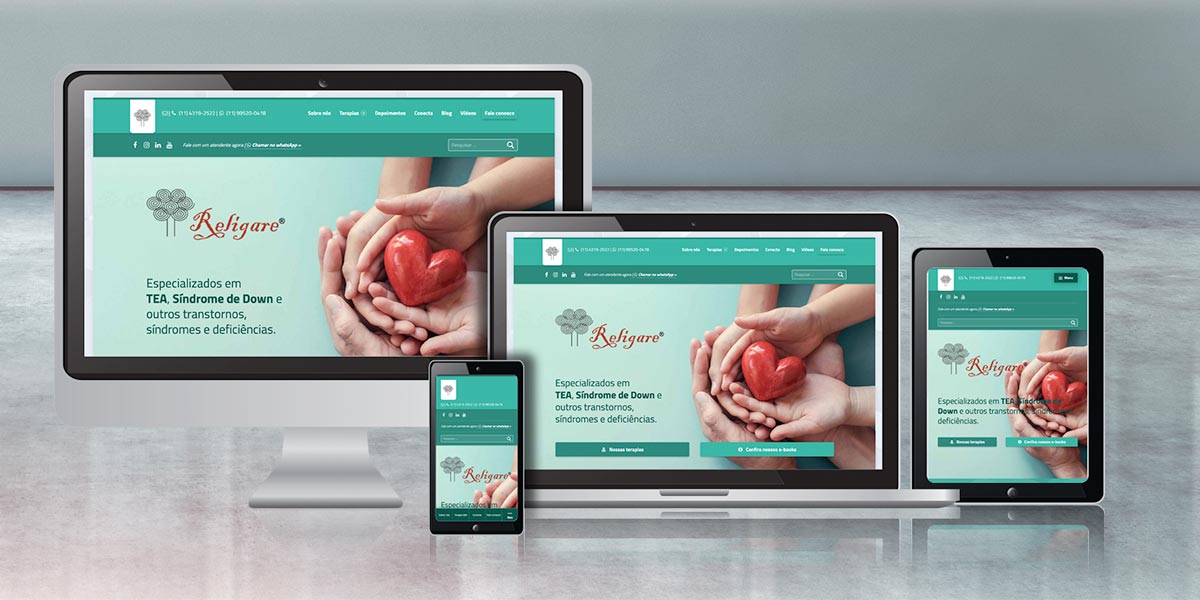 (11) 4319-2522 | (11) 99520-0418
Sobre nós Terapias Depoimentos Conecta Blog Vídeos Fale conosco
Fale com um atendente agora | Chamar no whatsApp »
Pesquisar ...
Religare®
Especializados em
TEA, Síndrome de Down e
outros transtornos,
síndromes e deficiências.
(11) 4319-2522 | (11) 99520-0418
Sobre nós Terapias Depoimentos Conecta Blog Vídeos Fale conosco
Fale com um atendente agora | Chamar no whatsApp »
Pesquisar ...
Religare®
Especializados em
TEA, Síndrome de Down e
outros transtornos,
síndromes e deficiências.
Nossas terapias
Confira nossos e-books
(11) 4319-2522 | (11) 99520-0418
Menu
Fale com um atendente agora | Chamar no whatsApp »
Pesquisar ...
Religare
Especializados em TEA, Síndrome de
Down e outros transtornos,
deficiências.
Nossas terapias
Confira nossos e-books
(11) 4319-2522 | (11) 99520-0418
Fale com um atendente agora | Chamar no whatsApp »
Pesquisar ...
Religare®
Especializados em